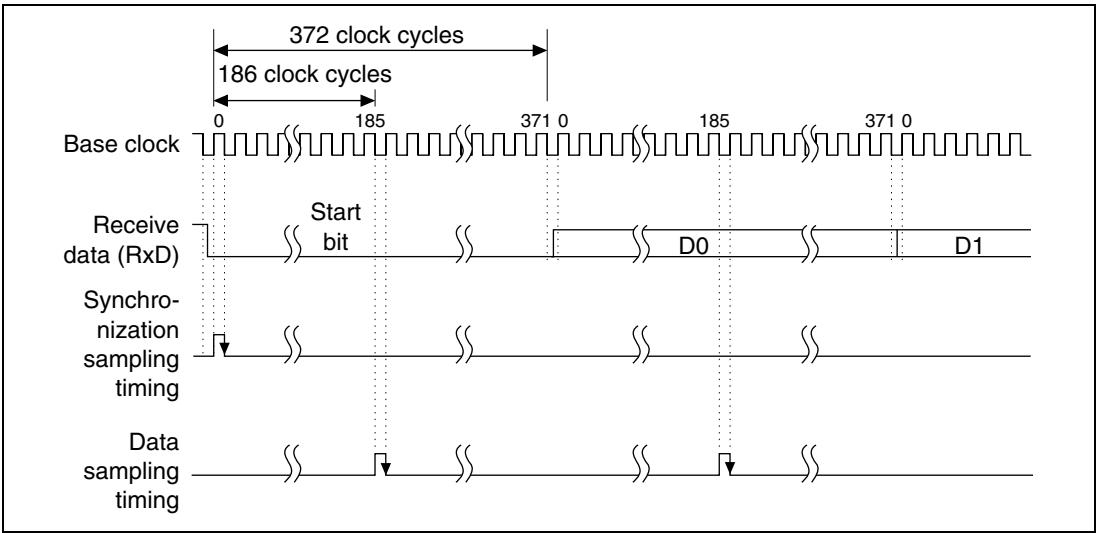 372 clock cycles
186 clock cycles
0 185 371 0 185 371 0
Base clock
Receive
data (RxD)
Start
bit
D0
D1
Synchro-
nization
sampling
timing
Data
sampling
timing